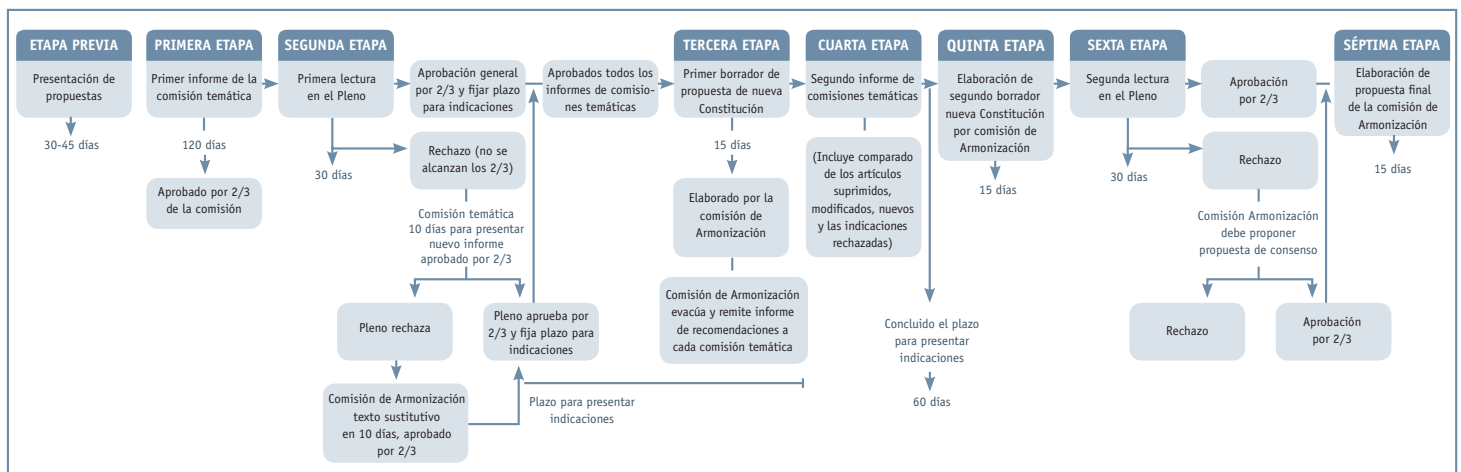 ETAPA PREVIA
Presentación de
propuestas
30-45 días
PRIMERA ETAPA
Primer informe de la
comisión temática
120 días
Aprobado por 2/3
de la comisión
SEGUNDA ETAPA
Primera lectura
en el Pleno
30 días
Aprobación general
por 2/3 y fijar plazo
para indicaciones
Rechazo (no se
alcanzan los 2/3)
Comisión temática
10 días para presentar
nuevo informe
aprobado por 2/3
Pleno rechaza
Comisión de Armonización
texto sustitutivo
en 10 días, aprobado
por 2/3
Pleno aprueba por
2/3 y fija plazo para
indicaciones
Plazo para presentar
indicaciones
Aprobados todos los
informes de comisio-
nes temáticas
TERCERA ETAPA
Primer borrador de
propuesta de nueva
Constitución
15 días
Elaborado por la
comisión de
Armonización
Comisión de Armonización
evacúa y remite informe
de recomendaciones a
cada comisión temática
CUARTA ETAPA
Segundo informe de
comisiones temáticas
(Incluye comparado
de los artículos
suprimidos,
modificados, nuevos
y las indicaciones
rechazadas)
Concluido el plazo
para presentar
indicaciones
60 días
QUINTA ETAPA
Elaboración de
segundo borrador
nueva Constitución
por comisión de
Armonización
15 días
SEXTA ETAPA
Segunda lectura
en el Pleno
30 días
Aprobación
por 2/3
Rechazo
Comisión Armonización
debe proponer
propuesta de consenso
Rechazo
Aprobación
por 2/3
SÉPTIMA ETAPA
Elaboración de
propuesta final
de la comisión de
Armonización
15 días